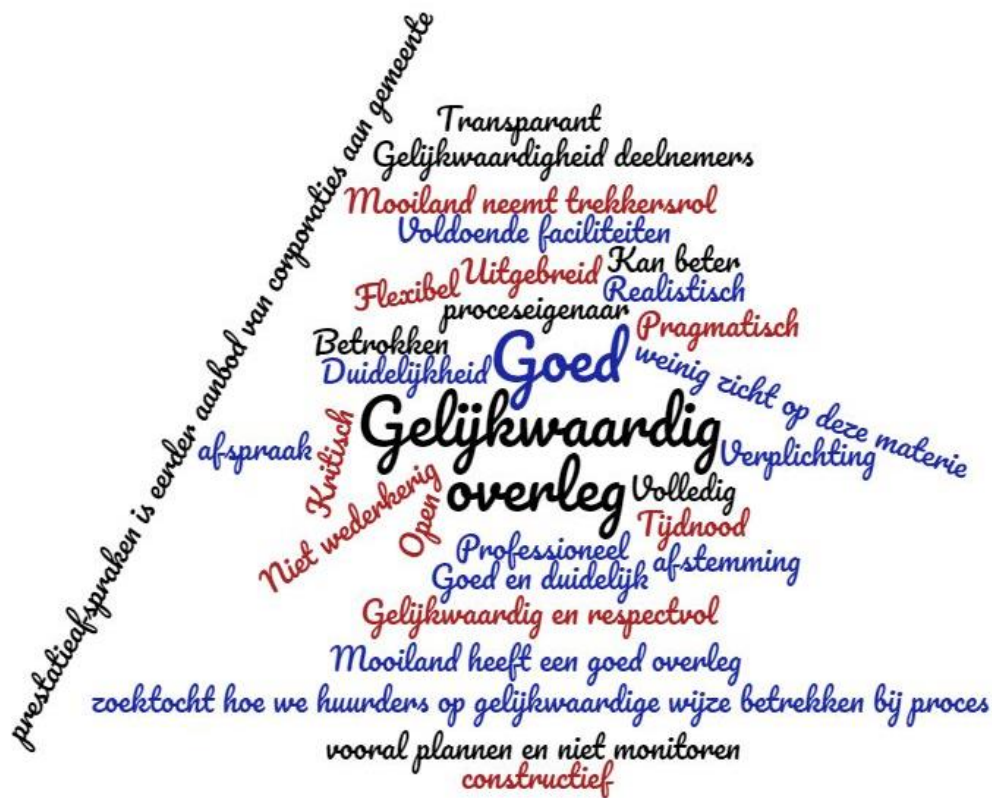 prestatieafspraken is eerder aanbod van corporaties aan gemeente
Transparant
Gelijkwaardigheid deelnemers
Mooiland neemt trekkersrol
Voldoende faciliteiten
Kan beter
Uitgebreid
Flexibel
Realistisch
proceseigenaar
Pragmatisch
Betrokken
Goed
weinig zicht op deze materie
Duidelijkheid
Gelijkwaardig
afspraak
Kritisch
Verplichting
Niet wederkerig
overleg
Volledig
Open
Tijdnood
Professioneel
afstemming
Goed en duidelijk
Gelijkwaardig en respectvol
Mooiland heeft een goed overleg
zoektocht hoe we huurders op gelijkwaardige wijze betrekken bij proces
vooral plannen en niet monitoren
constructief